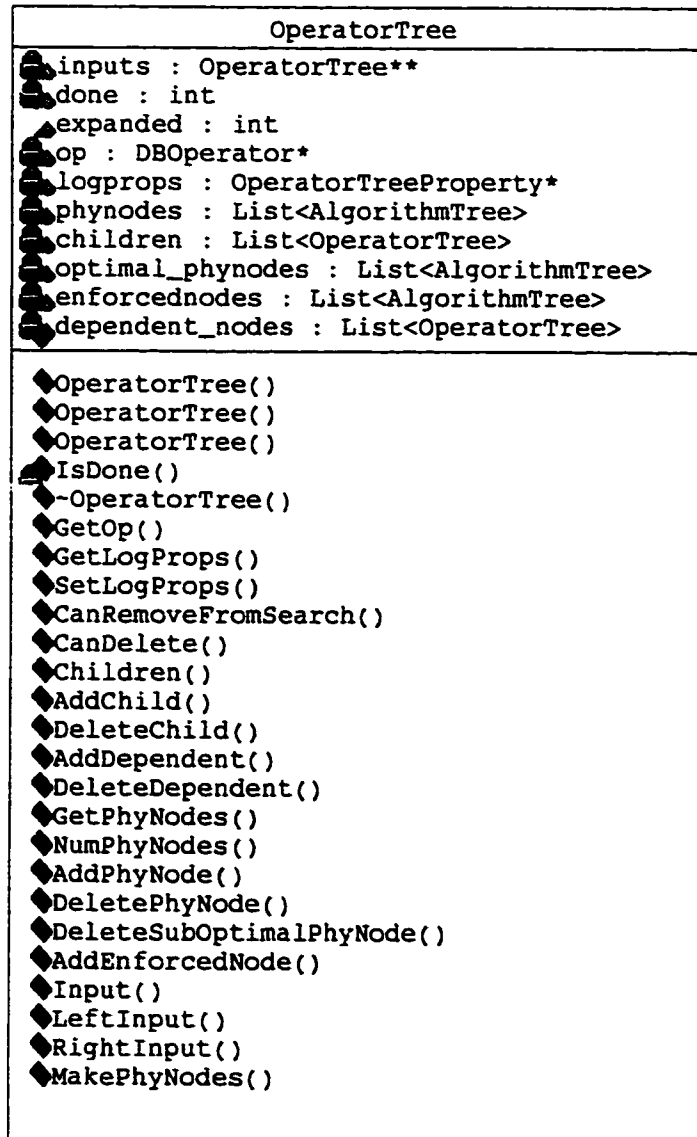 OperatorTree
inputs : OperatorTree**
done : int
expanded : int
op : DBOperator*
logprops : OperatorTreeProperty*
phynodes : List<AlgorithmTree>
children : List<OperatorTree>
optimal_phynodes : List<AlgorithmTree>
enforcednodes : List<AlgorithmTree>
dependent_nodes : List<OperatorTree>
OperatorTree()
OperatorTree()
OperatorTree()
IsDone()
~OperatorTree()
GetOp()
GetLogProps()
SetLogProps()
CanRemoveFromSearch()
CanDelete()
Children()
AddChild()
DeleteChild()
AddDependent()
DeleteDependent()
GetPhyNodes()
NumPhyNodes()
AddPhyNode()
DeletePhyNode()
DeleteSubOptimalPhyNode()
AddEnforcedNode()
Input()
LeftInput()
RightInput()
MakePhyNodes()